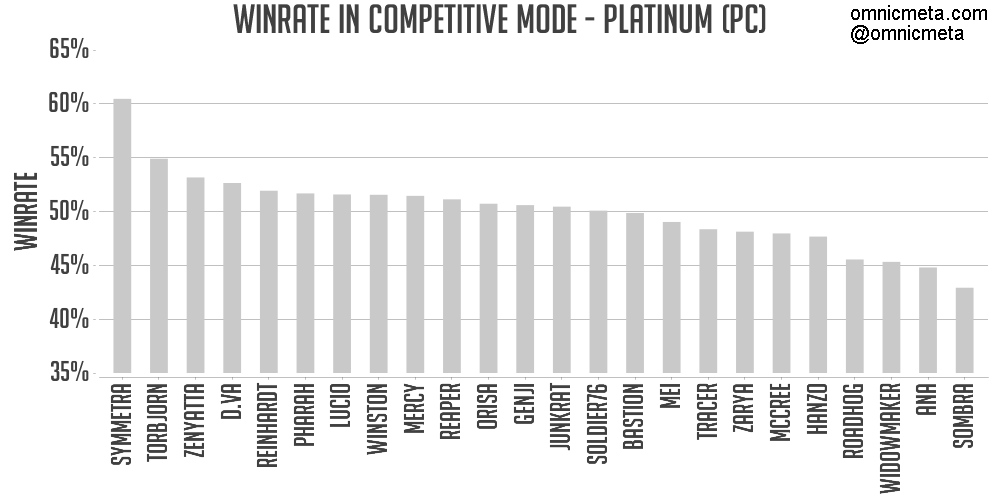 WINRATE IN COMPETITIVE MODE - PLATINUM (PC)
omnicmeta.com
@omnicmeta
65%
60%
55%
50%
45%
40%
35%
WINRATE
SYMMETRA
TORBJORN
ZENYATTA
D.VA
REINHARDT
PHARAH
LUCIO
WINSTON
MERCY
REAPER
ORISA
GENJI
JUNKRAT
SOLDIER76
BASTION
MEI
TRACER
ZARYA
MCCREE
HANZO
ROADHOG
WIDOWMAKER
ANA
SOMBRA